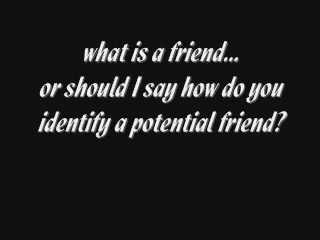 what is a friend...
or should I say how do you
identify a potential friend?